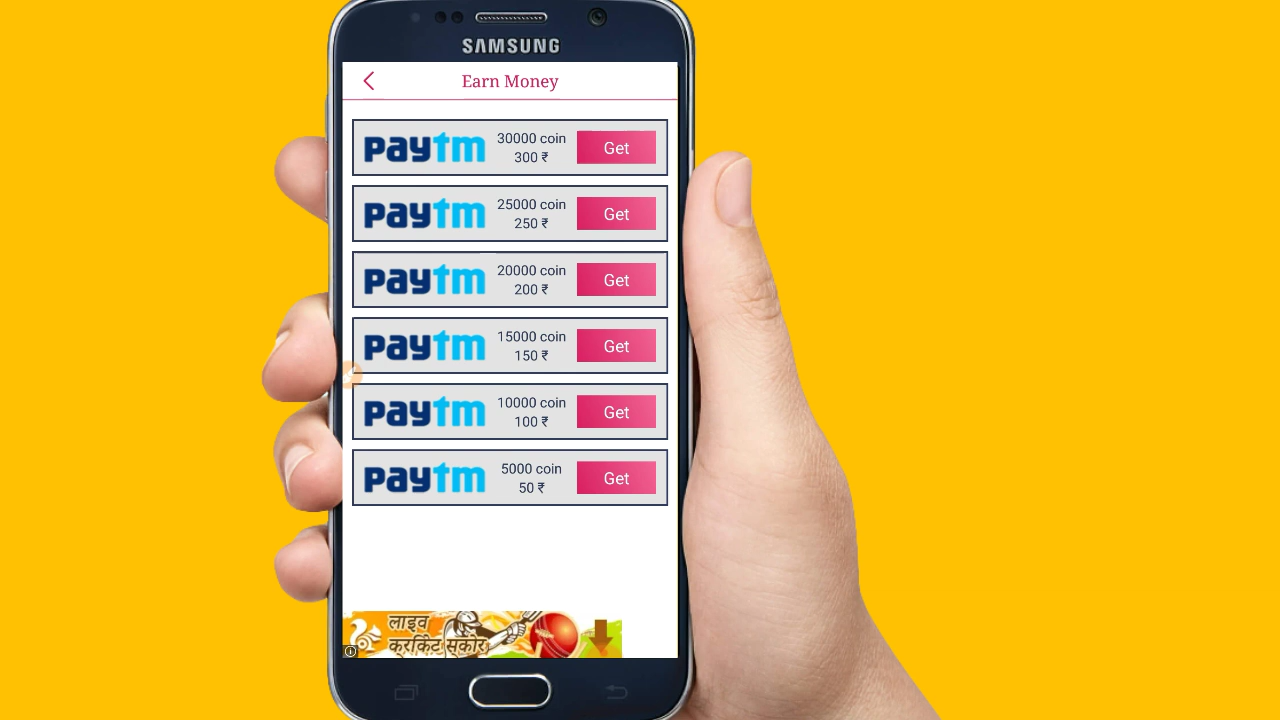 SAMSUNG
Earn Money
paytm
30000 coin
300 ₹
Get
paytm
25000 coin
250 ₹
Get
paytm
20000 coin
200 ₹
Get
paytm
15000 coin
150 ₹
Get
paytm
10000 coin
100 ₹
Get
paytm
5000 coin
50 ₹
Get
लाइव
क्रिकेट स्कोर